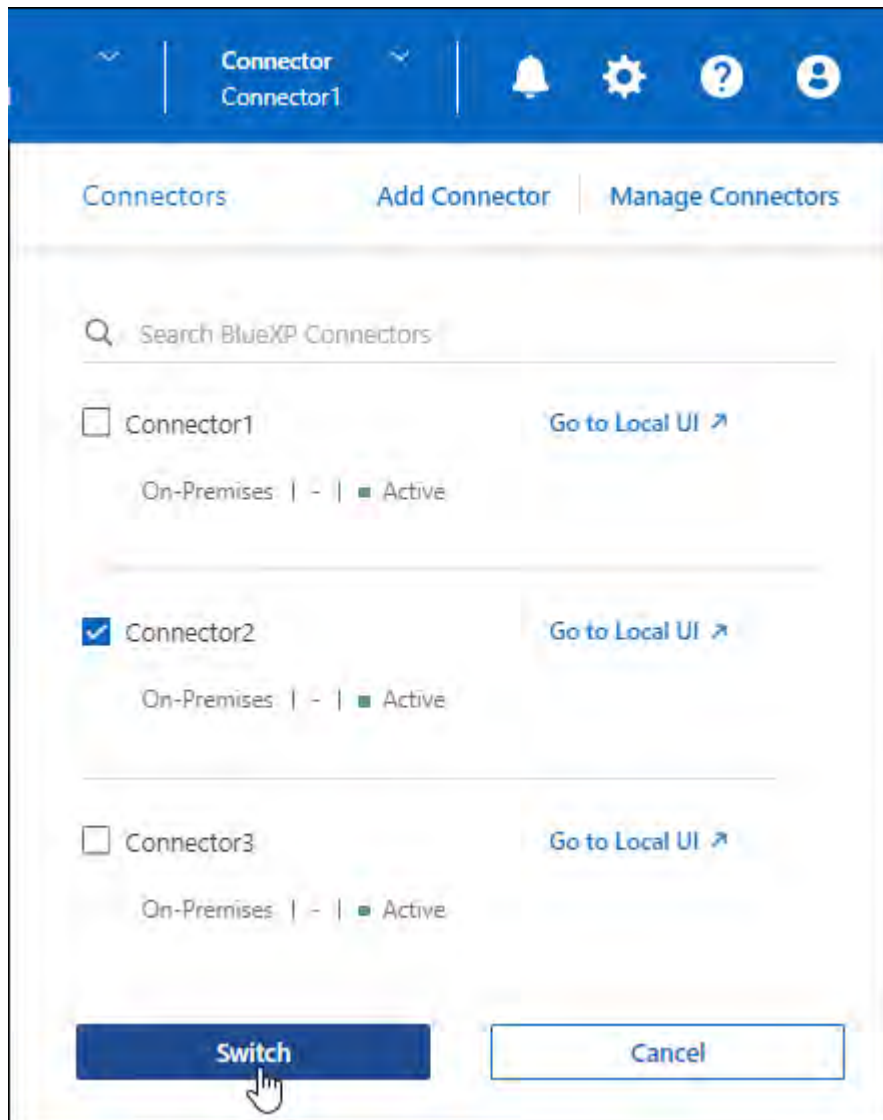 Connector
Connector1
Connectors Add Connector Manage Connectors
Search BlueXP Connectors
Connector1 Go to Local UI
On-Premises | - | Active
Connector2 Go to Local UI
On-Premises | - | Active
Connector3 Go to Local UI
On-Premises | - | Active
Switch Cancel